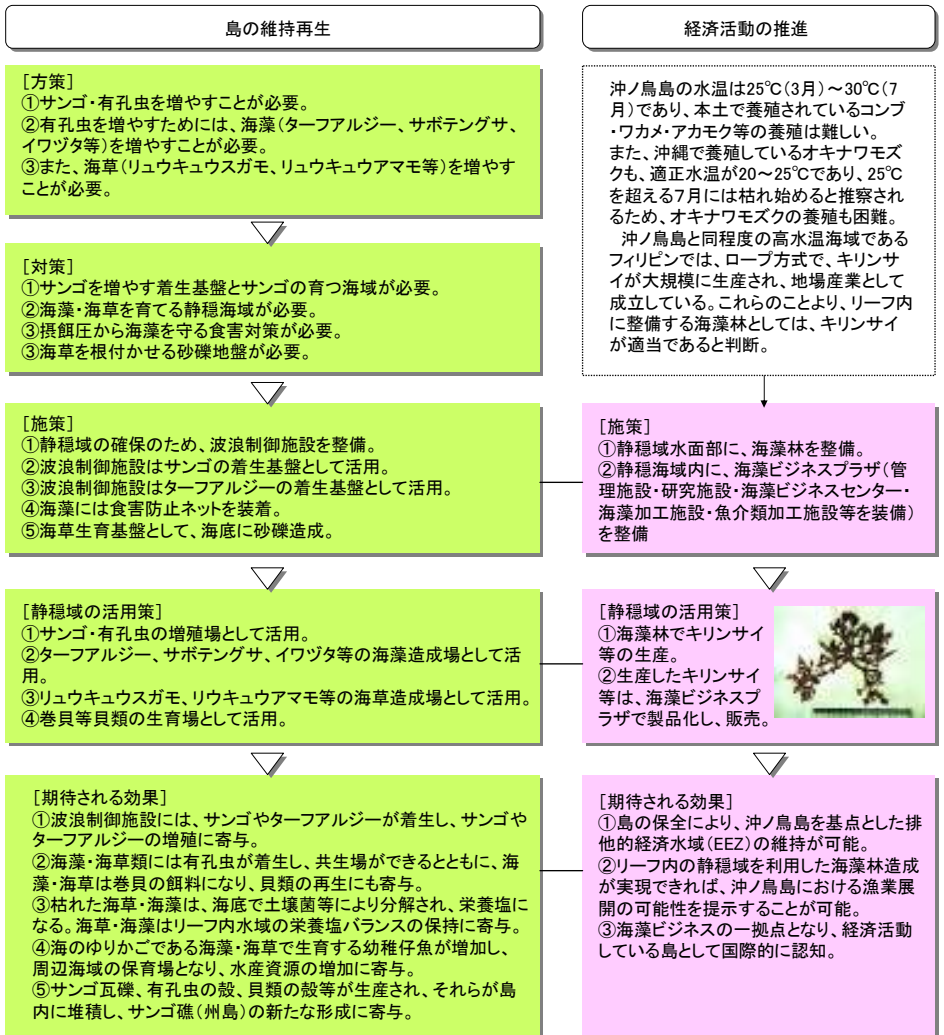 島の維持再生
[方策]
①サンゴ・有孔虫を増やすことが必要。
②有孔虫を増やすためには、海藻(ターフアルジー、サボテングサ、
イワヅタ等)を増やすことが必要。
③また、海草(リュウキュウスガモ、リュウキュウアマモ等)を増やす
ことが必要。
[対策]
①サンゴを増やす着生基盤とサンゴの育つ海域が必要。
②海藻・海草を育てる静穏海域が必要。
③摂餌圧から海藻を守る食害対策が必要。
③海草を根付かせる砂礫地盤が必要。
[施策]
①静穏域の確保のため、波浪制御施設を整備。
②波浪制御施設はサンゴの着生基盤として活用。
③波浪制御施設はターフアルジーの着生基盤として活用。
④海藻には食害防止ネットを装着。
⑤海草生育基盤として、海底に砂礫造成。
[静穏域の活用策]
①サンゴ・有孔虫の増殖場として活用。
②ターフアルジー、サボテングサ、イワヅタ等の海藻造成場として活
用。
③リュウキュウスガモ、リウキュウアマモ等の海草造成場として活用。
④巻貝等貝類の生育場として活用。
[期待される効果]
①波浪制御施設には、サンゴやターフアルジーが着生し、サンゴや
ターフアルジーの増殖に寄与。
②海藻・海草類には有孔虫が着生し、共生場ができるとともに、海
藻・海草は巻貝の餌料になり、貝類の再生にも寄与。
③枯れた海草・海藻は、海底で土壌菌等により分解され、栄養塩に
なる。海草・海藻はリーフ内水域の栄養塩バランスの保持に寄与。
④海のゆりかごである海藻・海草で生育する幼稚仔魚が増加し、
周辺海域の保育場となり、水産資源の増加に寄与。
⑤サンゴ瓦礫、有孔虫の殻、貝類の殻等が生産され、それらが島
内に堆積し、サンゴ礁(州島)の新たな形成に寄与。
経済活動の推進
沖ノ鳥島の水温は25℃(3月)～30℃(7
月)であり、本土で養殖されているコンブ
・ワカメ・アカモク等の養殖は難しい。
また、沖縄で養殖しているオキナワモズ
クも、適正水温が20～25℃であり、25℃
を超える7月には枯れ始めると推察され
るため、オキナワモズクの養殖も困難。
沖ノ鳥島と同程度の高水温海域である
フィリピンでは、ロープ方式で、キリンサ
イが大規模に生産され、地場産業として
成立している。これらのことより、リーフ内
に整備する海藻林としては、キリンサイ
が適当であると判断。
[施策]
①静穏域水面部に、海藻林を整備。
②静穏海域内に、海藻ビジネスプラザ(管
理施設・研究施設・海藻ビジネスセンター・
海藻加工施設・魚介類加工施設等を装備)
を整備
[静穏域の活用策]
①海藻林でキリンサイ
等の生産。
②生産したキリンサイ
等は、海藻ビジネスプ
ラザで製品化し、販売。
[期待される効果]
①島の保全により、沖ノ鳥島を基点とした排
他的経済水域(EEZ)の維持が可能。
②リーフ内の静穏域を利用した海藻林造成
が実現できれば、沖ノ鳥島における漁業展
開の可能性を提示することが可能。
③海藻ビジネスの一拠点となり、経済活動
している島として国際的に認知。